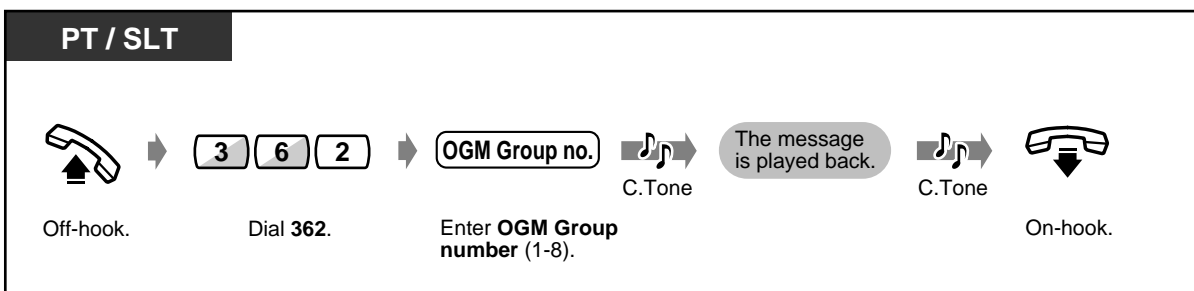 PT / SLT
3 6 2
OGM Group no.
C.Tone
The message
is played back.
C.Tone
Off-hook.
Dial 362.
Enter OGM Group
number (1-8).
On-hook.